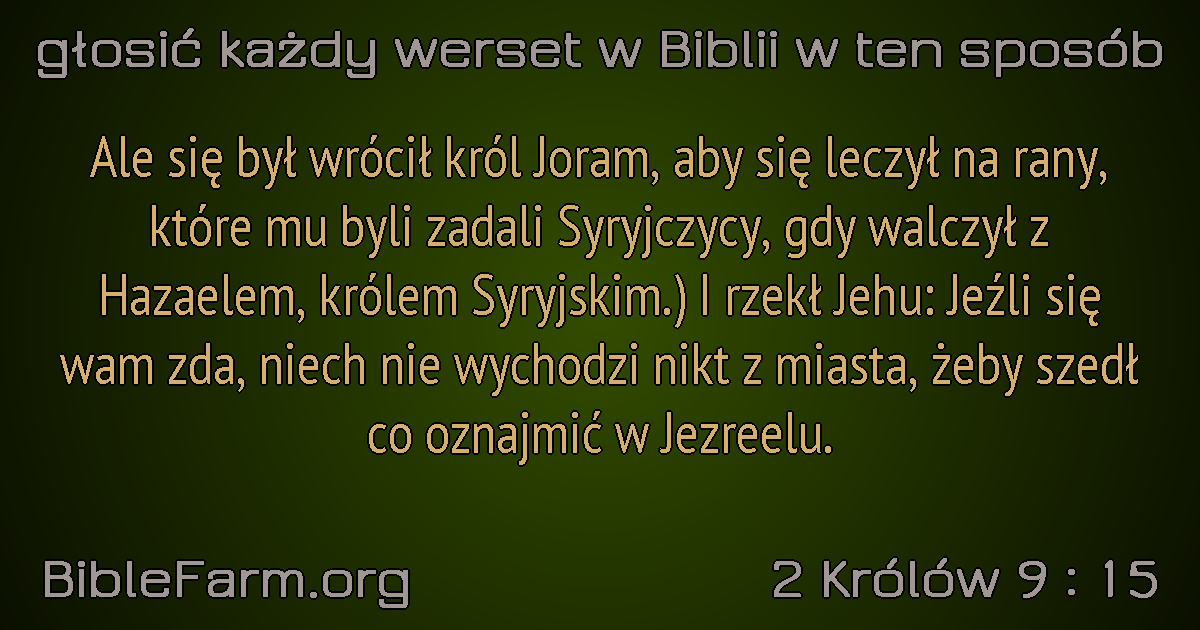 głosić każdy werset w Biblii w ten sposób
Ale się był wrócił król Joram, aby się leczył na rany,
które mu byli zadali Syryjczycy, gdy walczył z
Hazaelem, królem Syryjskim.) I rzekł Jehu: Jeźli się
wam zda, niech nie wychodzi nikt z miasta, żeby szedł
co oznajmić w Jezreelu.
BibleFarm.org
2 Królów 9 : 15